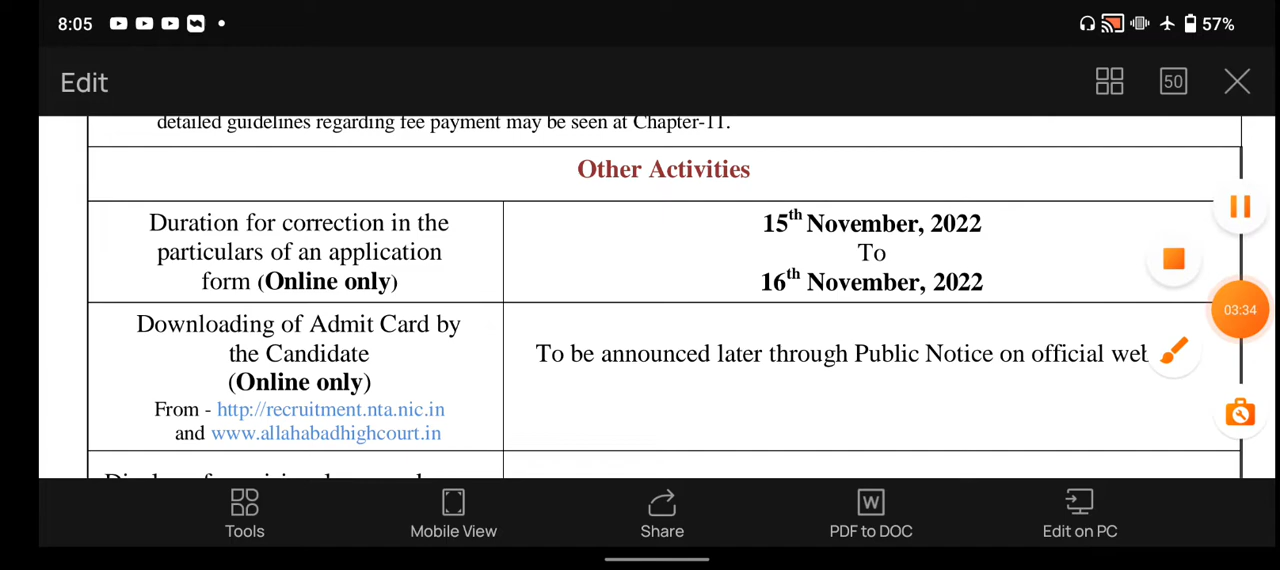 8:05
57%
Edit
50
detailed guidelines regarding fee payment may be seen at Chapter-11.
Other Activities
Duration for correction in the
particulars of an application
form (Online only)
15th November, 2022
To
16th November, 2022
03:34
Downloading of Admit Card by
the Candidate
(Online only)
From - http://recruitment.nta.nic.in
and www.allahabadhighcourt.in
To be announced later through Public Notice on official web
Tools
Mobile View
Share
W
PDF to DOC
Edit on PC